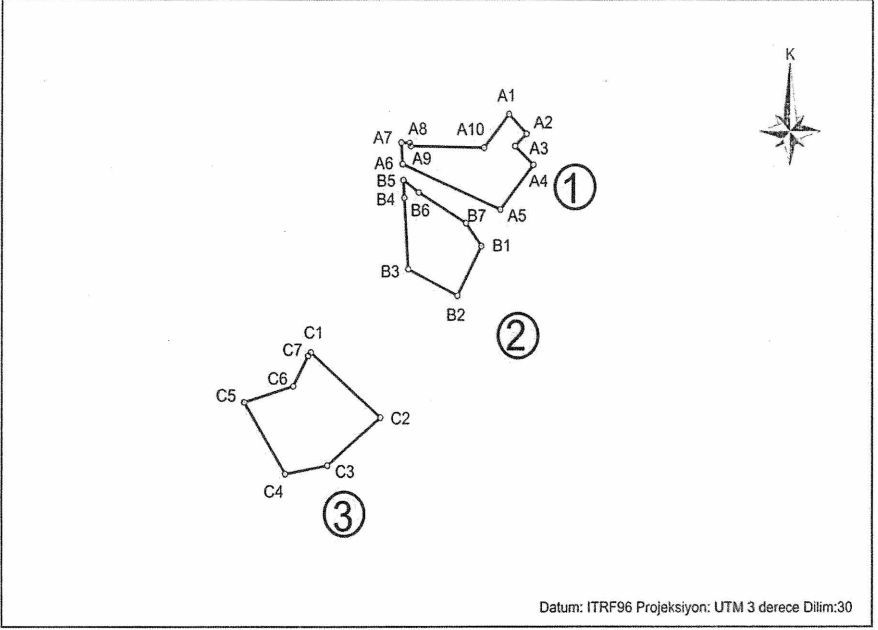 K
A1
A2
A3
A4
A5
A6
A7
A8
A9
A10
1
B1
B2
B3
B4
B5
B6
B7
2
C1
C2
C3
C4
C5
C6
C7
3
Datum: ITRF96 Projeksiyon: UTM 3 derece Dilim:30